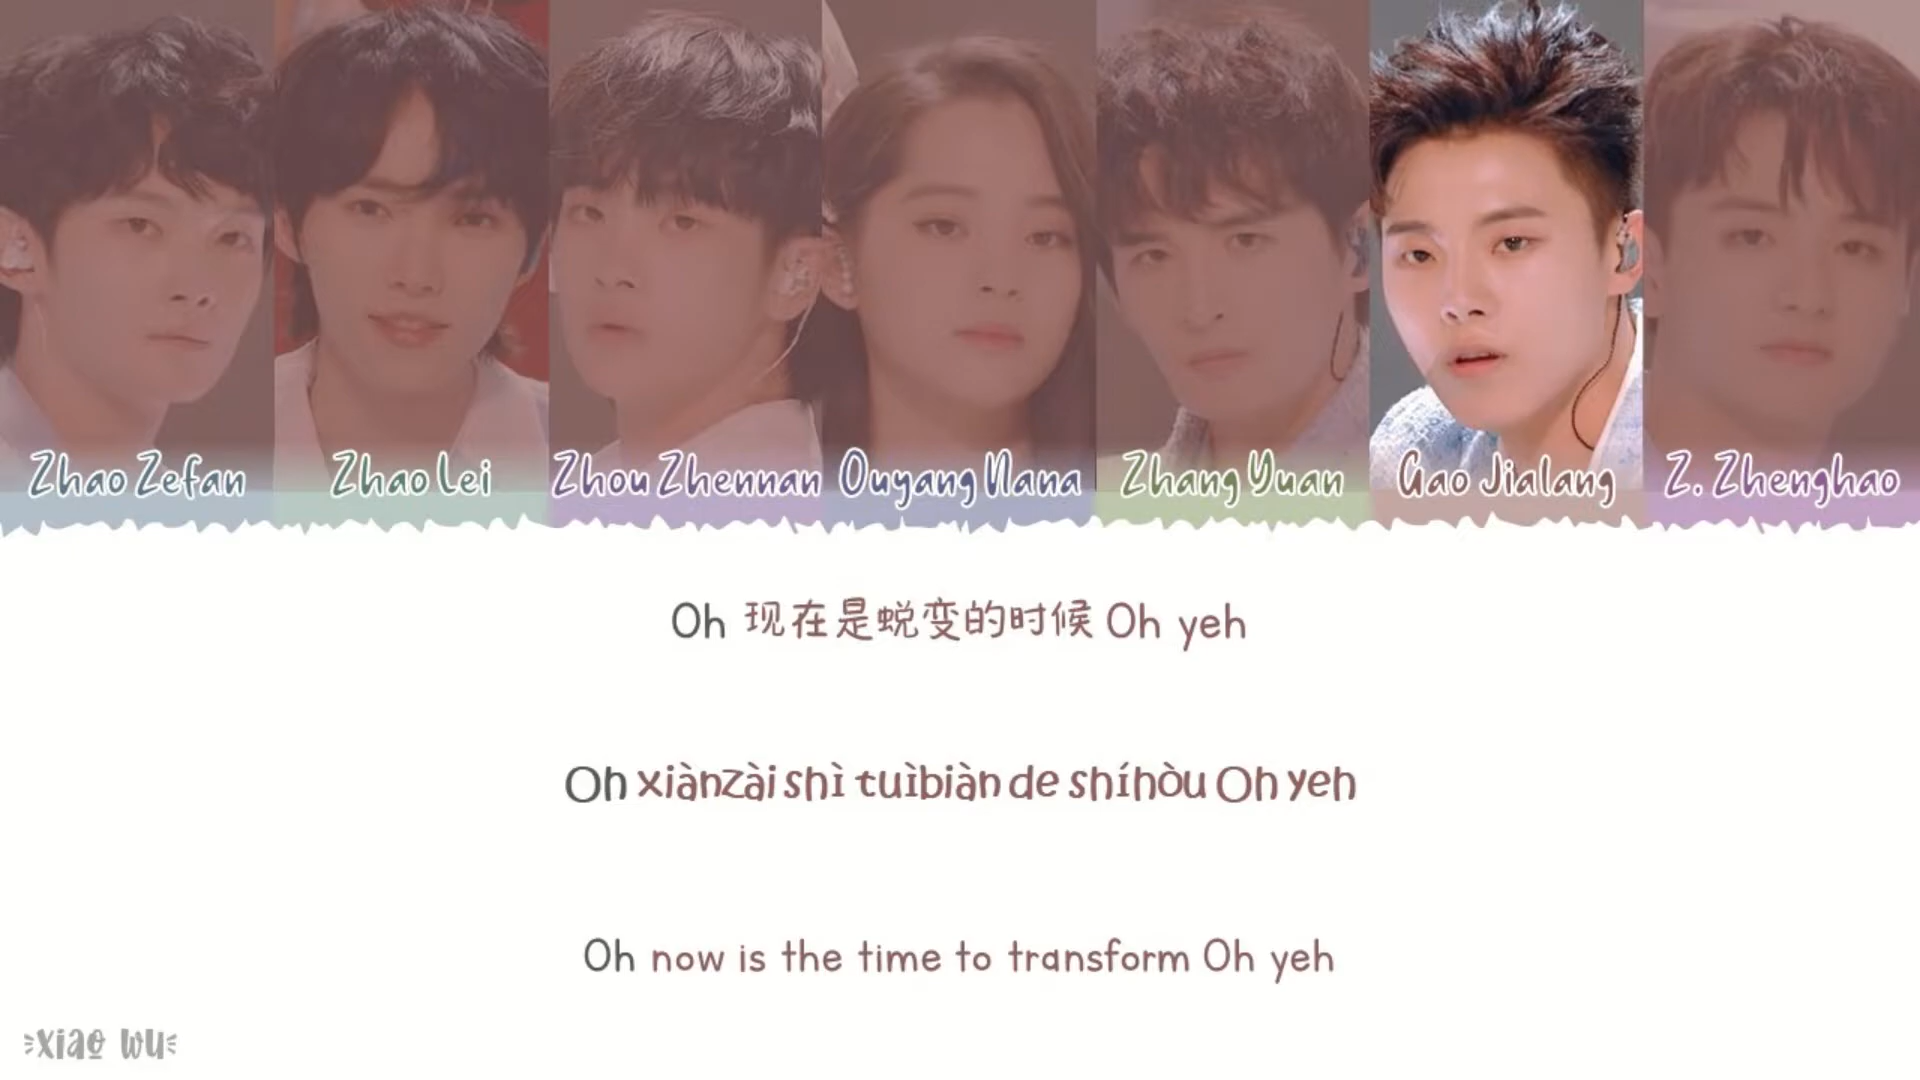 Zhao Zefan
Zhao Lei
Zhou Zhennan
Ouyang Nana
Zhang Yuan
Gao Jialang
Z. Zhenghao
Oh 现在是蜕变的时候 Oh yeh
Oh xiànzài shì tuìbiàn de shíhòu Oh yeh
Oh now is the time to transform Oh yeh
xiao wu